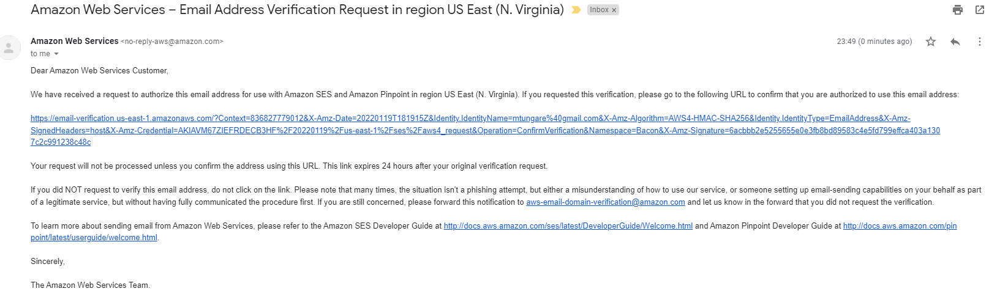 Amazon Web Services – Email Address Verification Request in region US East (N. Virginia) Inbox ×
Amazon Web Services <no-reply-aws@amazon.com> 23:49 (0 minutes ago)
to me
Dear Amazon Web Services Customer,
We have received a request to authorize this email address for use with Amazon SES and Amazon Pinpoint in region US East (N. Virginia). If you requested this verification, please go to the following URL to confirm that you are authorized to use this email address:
https://email-verification.us-east-1.amazonaws.com/?Context=836827779012&X-Amz-Date=20220119T181915Z&Identity.IdentityName=mtungare%40gmail.com&X-Amz-Algorithm=AWS4-HMAC-SHA256&Identity.IdentityType=EmailAddress&X-Amz-
SignedHeaders=host&X-Amz-Credential=AKIAVM67ZIEFRDECB3HF%2F20220119%2Fus-east-1%2Fses%2Faws4_request&Operation=ConfirmVerification&Namespace=Bacon&X-Amz-Signature=6acbbb2e5255655e0e3fb8bd89583c4e5fd799effca403a130
7c2c991238c48c
Your request will not be processed unless you confirm the address using this URL. This link expires 24 hours after your original verification request.
If you did NOT request to verify this email address, do not click on the link. Please note that many times, the situation isn't a phishing attempt, but either a misunderstanding of how to use our service, or someone setting up email-sending capabilities on your behalf as part
of a legitimate service, but without having fully communicated the procedure first. If you are still concerned, please forward this notification to aws-email-domain-verification@amazon.com and let us know in the forward that you did not request the verification.
To learn more about sending email from Amazon Web Services, please refer to the Amazon SES Developer Guide at http://docs.aws.amazon.com/ses/latest/DeveloperGuide/Welcome.html and Amazon Pinpoint Developer Guide at http://docs.aws.amazon.com/pin
point/latest/userguide/welcome.html.
Sincerely,
The Amazon Web Services Team.